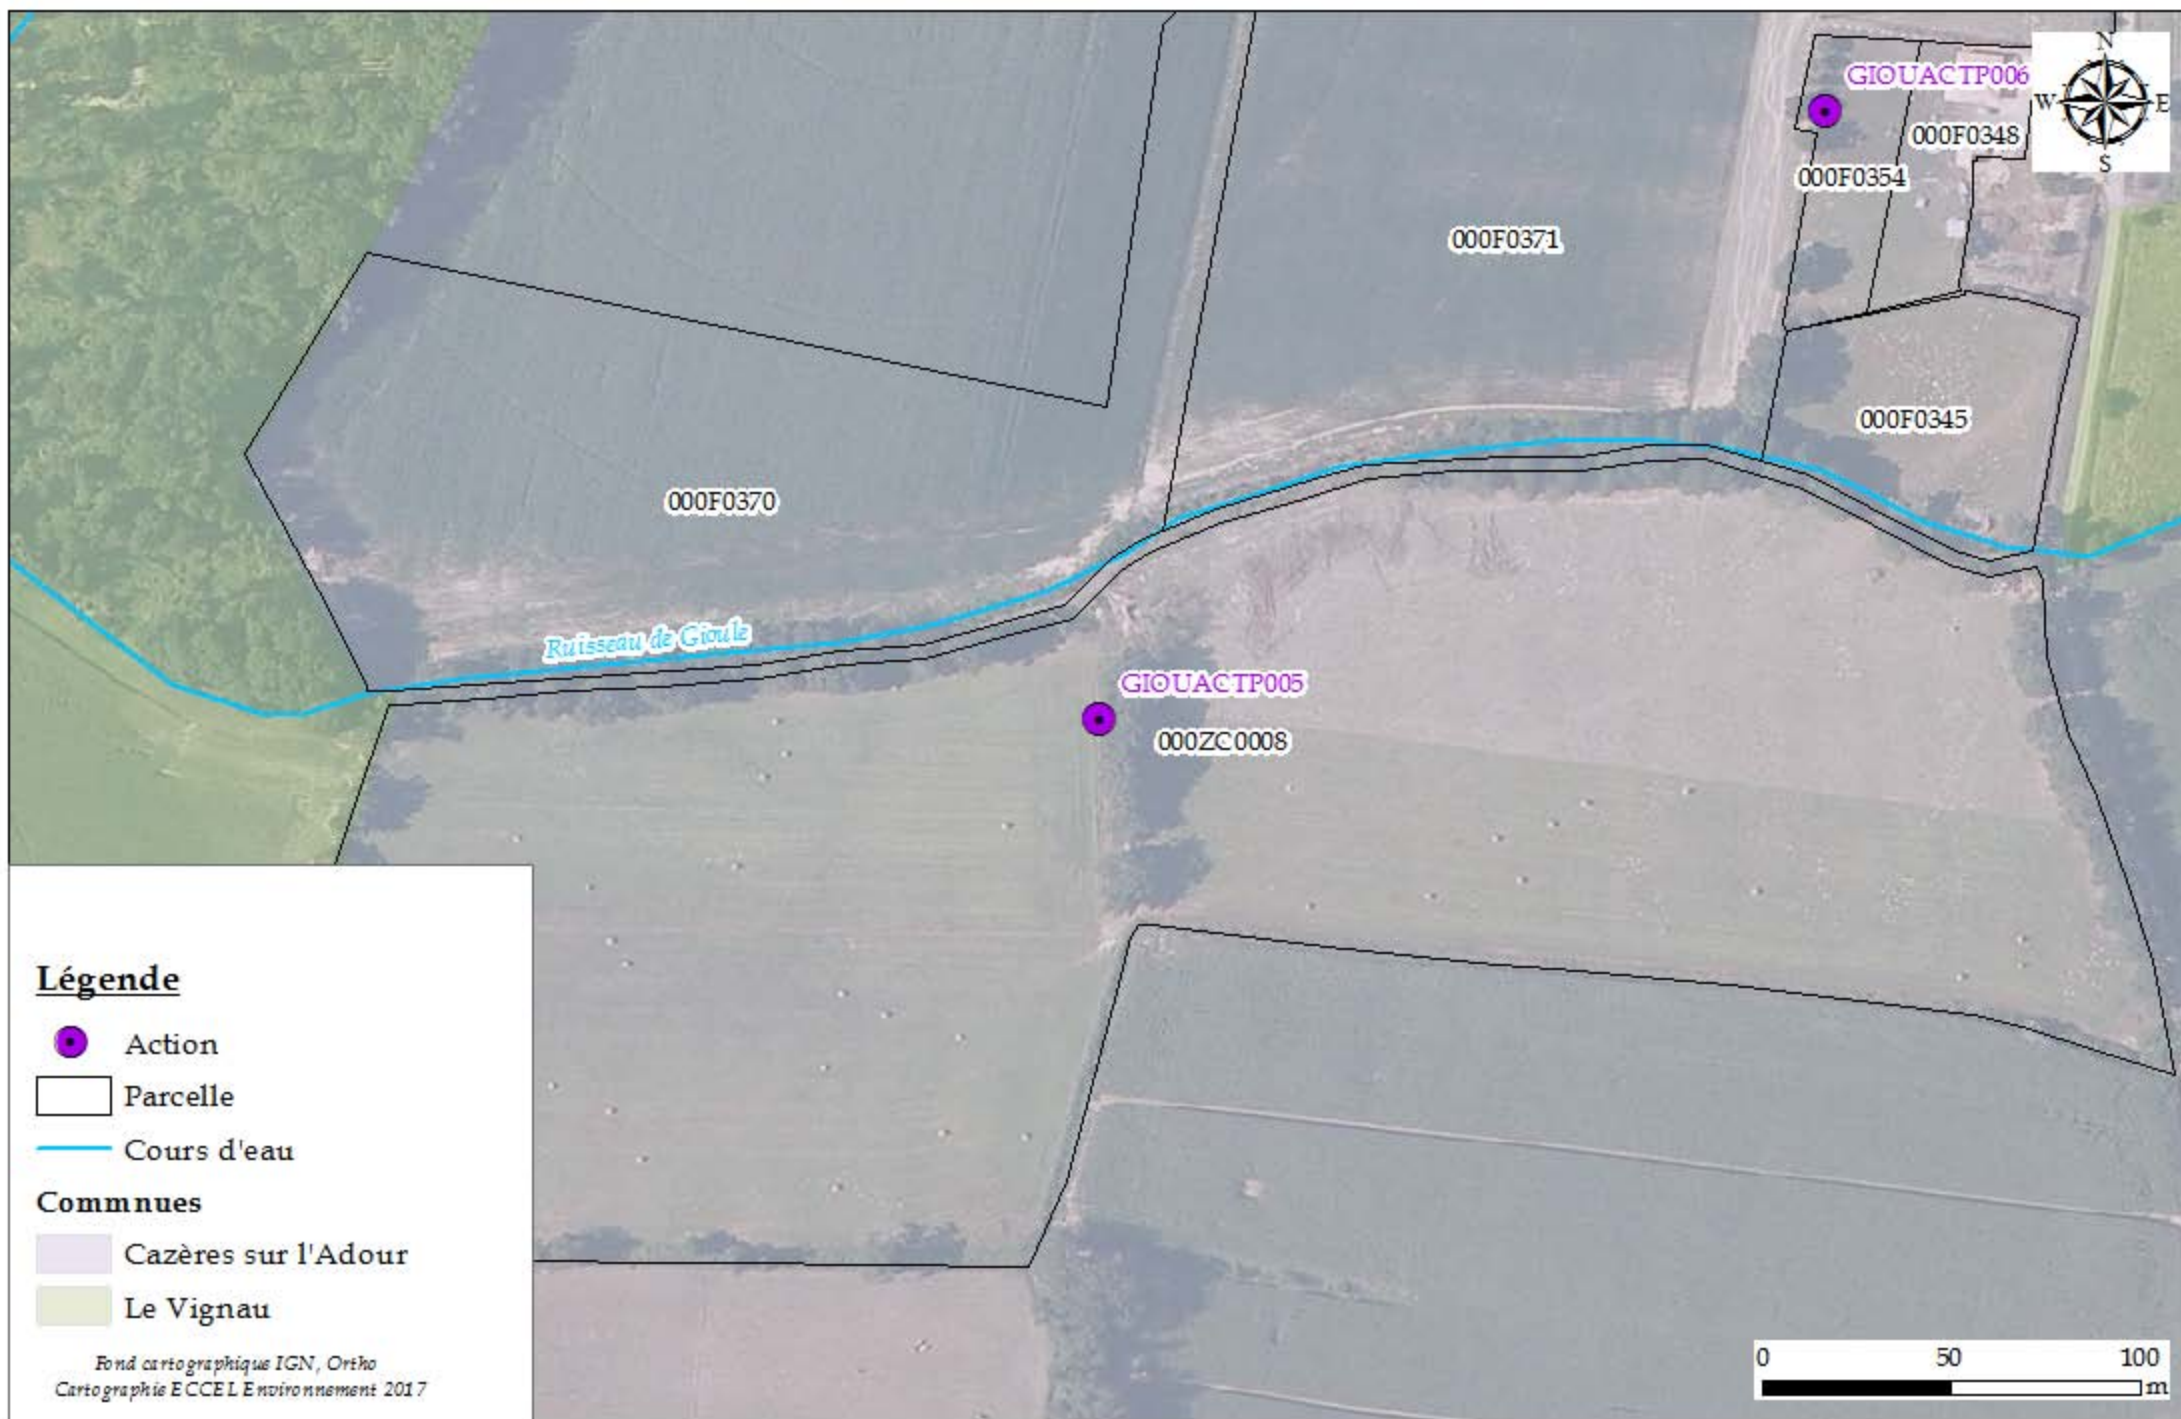 N
W E
S
GIOUACTP006
000F0348
000F0354
000F0371
000F0345
000F0370
Ruisseau de Gioule
GIOUACTP005
000ZC0008
Légende
Action
Parcelle
Cours d'eau
Commnues
Cazères sur l'Adour
Le Vignau
Fond cartographique IGN, Ortho
Cartographie ECCEL Environnement 2017
0 50 100
m